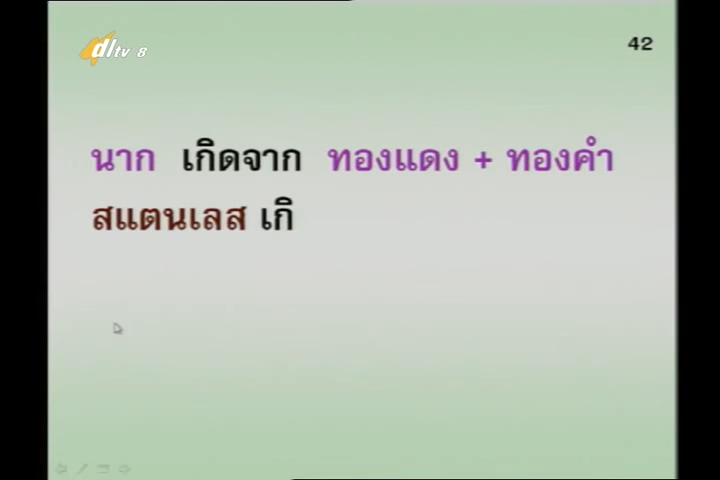 dltv 8
42
นาก เกิดจาก ทองแดง + ทองคำ
สแตนเลส เกิ